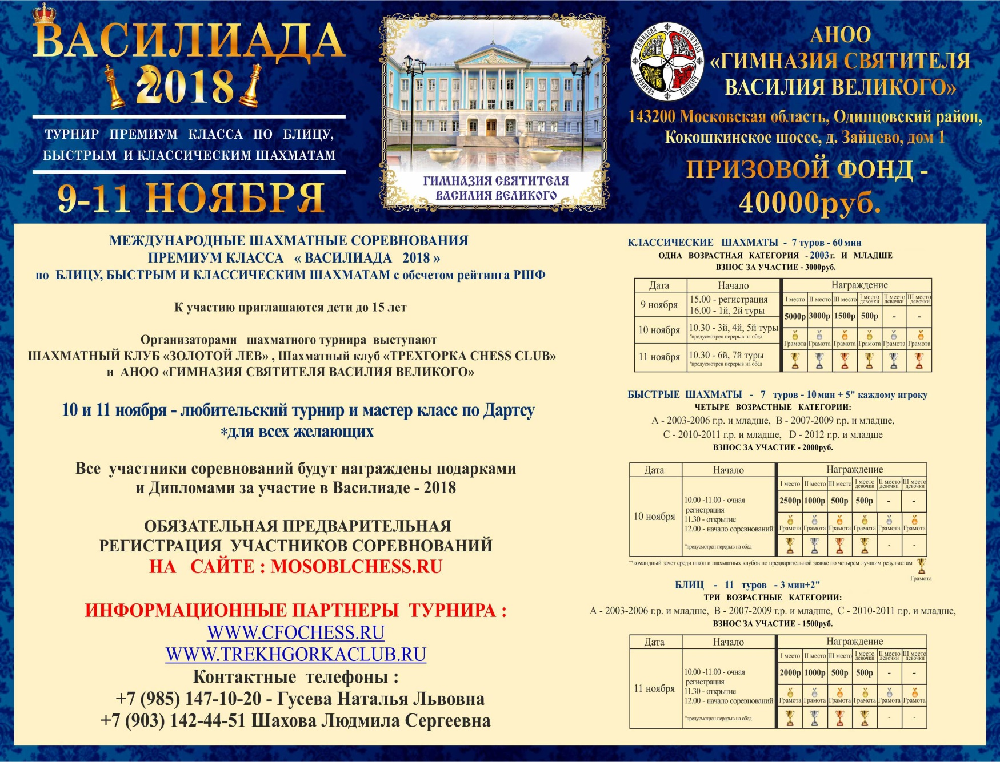 ВАСИЛИАДА
2018
ТУРНИР ПРЕМИУМ КЛАССА ПО БЛИЦУ,
БЫСТРЫМ И КЛАССИЧЕСКИМ ШАХМАТАМ
9-11 НОЯБРЯ
ГИМНАЗИЯ СВЯТИТЕЛЯ
ВАСИЛИЯ ВЕЛИКОГО
ГИМНАЗИЯ СВЯТИТЕЛЯ ВАСИЛИЯ ВЕЛИКОГО
АНОО
«ГИМНАЗИЯ СВЯТИТЕЛЯ
ВАСИЛИЯ ВЕЛИКОГО»
143200 Московская область, Одинцовский район,
Кокошкинское шоссе, д. Зайцево, дом 1
ПРИЗОВОЙ ФОНД -
40000руб.
МЕЖДУНАРОДНЫЕ ШАХМАТНЫЕ СОРЕВНОВАНИЯ
ПРЕМИУМ КЛАССА « ВАСИЛИАДА 2018 »
по БЛИЦУ, БЫСТРЫМ И КЛАССИЧЕСКИМ ШАХМАТАМ с обсчетом рейтинга РШФ
К участию приглашаются дети до 15 лет
Организаторами шахматного турнира выступают
ШАХМАТНЫЙ КЛУБ «ЗОЛОТОЙ ЛЕВ» , Шахматный клуб «ТРЕХГОРКА CHESS CLUB»
и АНОО «ГИМНАЗИЯ СВЯТИТЕЛЯ ВАСИЛИЯ ВЕЛИКОГО»
10 и 11 ноября - любительский турнир и мастер класс по Дартсу
*для всех желающих
Все участники соревнований будут награждены подарками
и Дипломами за участие в Василиаде - 2018
ОБЯЗАТЕЛЬНАЯ ПРЕДВАРИТЕЛЬНАЯ
РЕГИСТРАЦИЯ УЧАСТНИКОВ СОРЕВНОВАНИЙ
НА САЙТЕ : MOSOBLCHESS.RU
ИНФОРМАЦИОННЫЕ ПАРТНЕРЫ ТУРНИРА :
WWW.CFOCHESS.RU
WWW.TREKHGORKACLUB.RU
Контактные телефоны :
+7 (985) 147-10-20 - Гусева Наталья Львовна
+7 (903) 142-44-51 Шахова Людмила Сергеевна
КЛАССИЧЕСКИЕ ШАХМАТЫ - 7 туров - 60 мин
ОДНА ВОЗРАСТНАЯ КАТЕГОРИЯ - 2003 г. И МЛАДШЕ
ВЗНОС ЗА УЧАСТИЕ - 3000руб.
Дата Начало Награждение
I место II место III место I место девочки II место девочки III место девочки
9 ноября 15.00 - регистрация
16.00 - 1й, 2й туры
5000р 3000р 1500р 500р - -
10 ноября 10.30 - 3й, 4й, 5й туры
*предусмотрен перерыв на обед
Грамота Грамота Грамота Грамота Грамота Грамота
11 ноября 10.30 - 6й, 7й туры
*предусмотрен перерыв на обед
БЫСТРЫЕ ШАХМАТЫ - 7 туров - 10 мин + 5" каждому игроку
ЧЕТЫРЕ ВОЗРАСТНЫЕ КАТЕГОРИИ:
A - 2003-2006 г.р. и младше, B - 2007-2009 г.р. и младше,
C - 2010-2011 г.р. и младше, D - 2012 г.р. и младше
ВЗНОС ЗА УЧАСТИЕ - 2000руб.
Дата Начало Награждение
I место II место III место I место девочки II место девочки III место девочки
2500р 1000р 500р 500р - -
10 ноября
10.00 -11.00 - очная
регистрация
11.30 - открытие
12.00 - начало соревнований
Грамота Грамота Грамота Грамота Грамота Грамота
*предусмотрен перерыв на обед
- -
**командный зачет среди школ и шахматных клубов по предварительной заявке по четырем лучшим результатам
Грамота
БЛИЦ - 11 туров - 3 мин+2"
ТРИ ВОЗРАСТНЫЕ КАТЕГОРИИ:
A - 2003-2006 г.р. и младше, B - 2007-2009 г.р. и младше, C - 2010-2011 г.р. и младше,
ВЗНОС ЗА УЧАСТИЕ - 1500руб.
Дата Начало Награждение
I место II место III место I место девочки II место девочки III место девочки
2000р 1000р 500р 500р - -
11 ноября
10.00 -11.00 - очная
регистрация
11.30 - открытие
12.00 - начало соревнований
Грамота Грамота Грамота Грамота Грамота Грамота
*предусмотрен перерыв на обед
- -